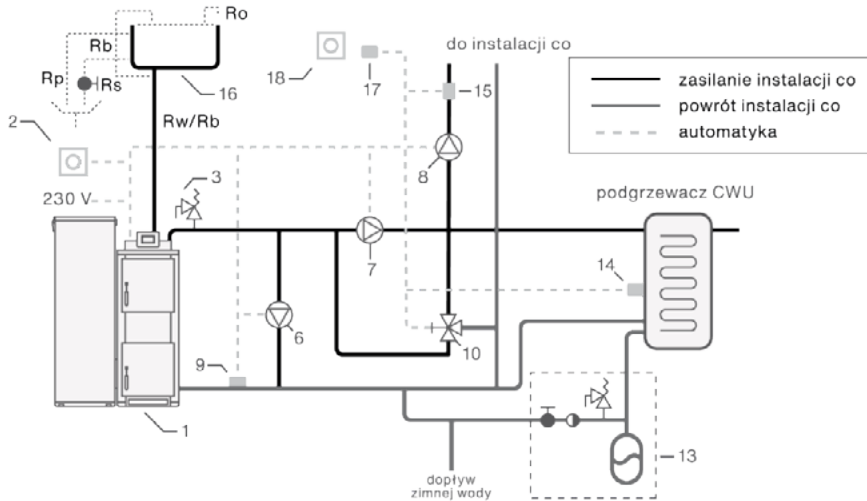 Ro
Rb
do instalacji co
Rp
Rs
18
17
16
15
zasilanie instalacji co
powrót instalacji co
automatyka
2
Rw/Rb
3
8
230 V
podgrzewacz CWU
7
14
6
9
10
1
13
dopływ
zimnej wody